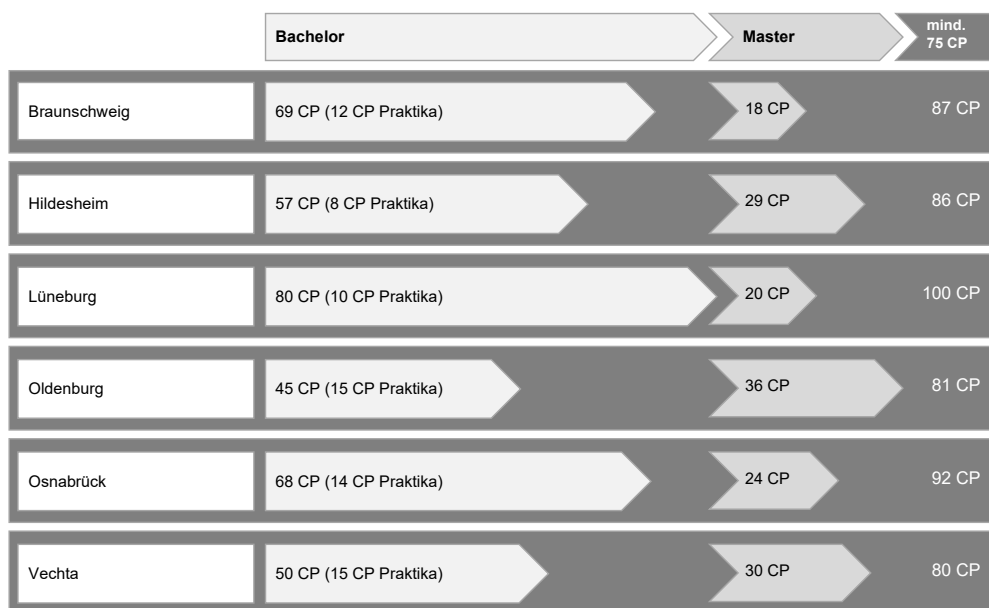 Bachelor
Master
mind.
75 CP
Braunschweig
69 CP (12 CP Praktika)
18 CP
87 CP
Hildesheim
57 CP (8 CP Praktika)
29 CP
86 CP
Lüneburg
80 CP (10 CP Praktika)
20 CP
100 CP
Oldenburg
45 CP (15 CP Praktika)
36 CP
81 CP
Osnabrück
68 CP (14 CP Praktika)
24 CP
92 CP
Vechta
50 CP (15 CP Praktika)
30 CP
80 CP